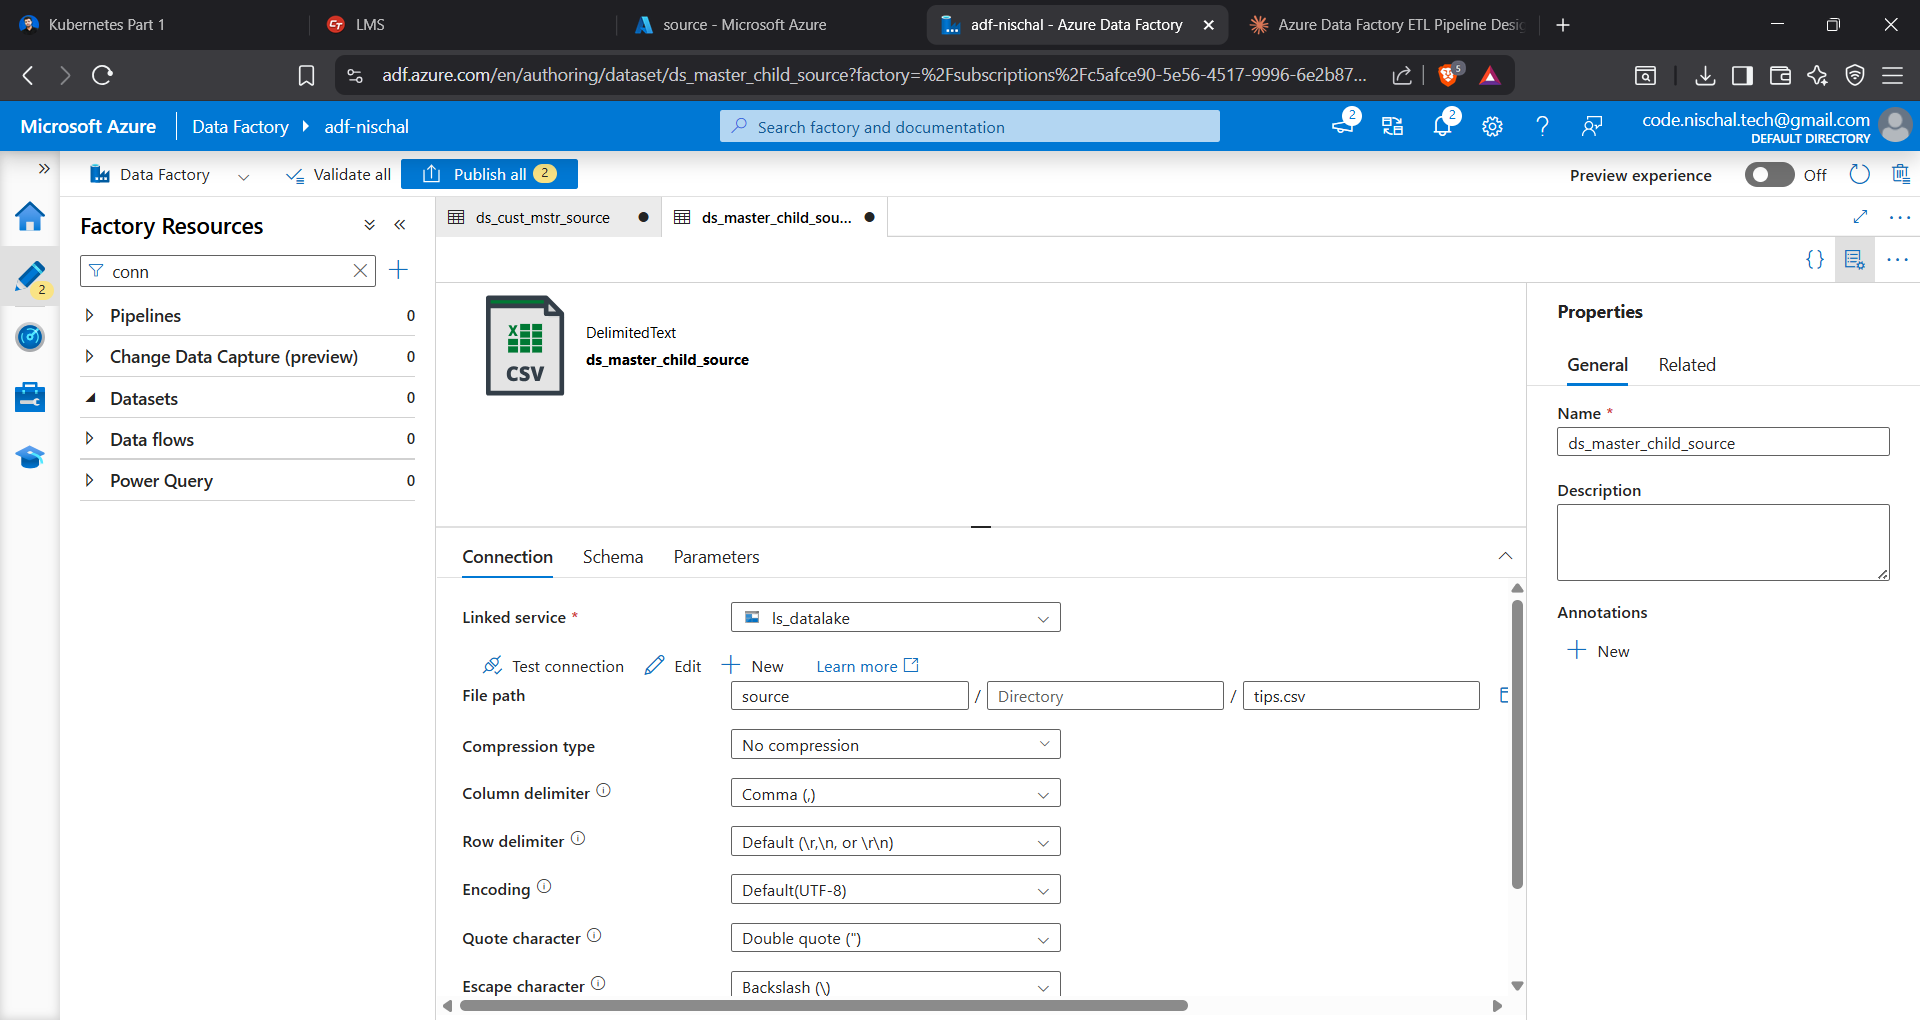 Kubernetes Part 1
LMS
source - Microsoft Azure
adf-nischal - Azure Data Factory
Azure Data Factory ETL Pipeline Desi
adf.azure.com/en/authoring/dataset/ds_master_child_source?factory=%2Fsubscriptions%2Fc5afce90-5e56-4517-9996-6e2b87...
5
Microsoft Azure
Data Factory
adf-nischal
Search factory and documentation
2
2
code.nischal.tech@gmail.com
DEFAULT DIRECTORY
Data Factory
Validate all
Publish all 2
Preview experience
Off
Factory Resources
ds_cust_mstr_source
ds_master_child_sou...
conn
2
Pipelines 0
Change Data Capture (preview) 0
Datasets 0
Data flows 0
Power Query 0
X
CSV
DelimitedText
ds_master_child_source
Properties
General Related
Name *
ds_master_child_source
Description
Annotations
New
Connection Schema Parameters
Linked service *
ls_datalake
Test connection Edit New Learn more
File path
source / Directory / tips.csv
Compression type
No compression
Column delimiter
Comma (,)
Row delimiter
Default (\r,\n, or \r\n)
Encoding
Default(UTF-8)
Quote character
Double quote (")
Escape character
Backslash (\)